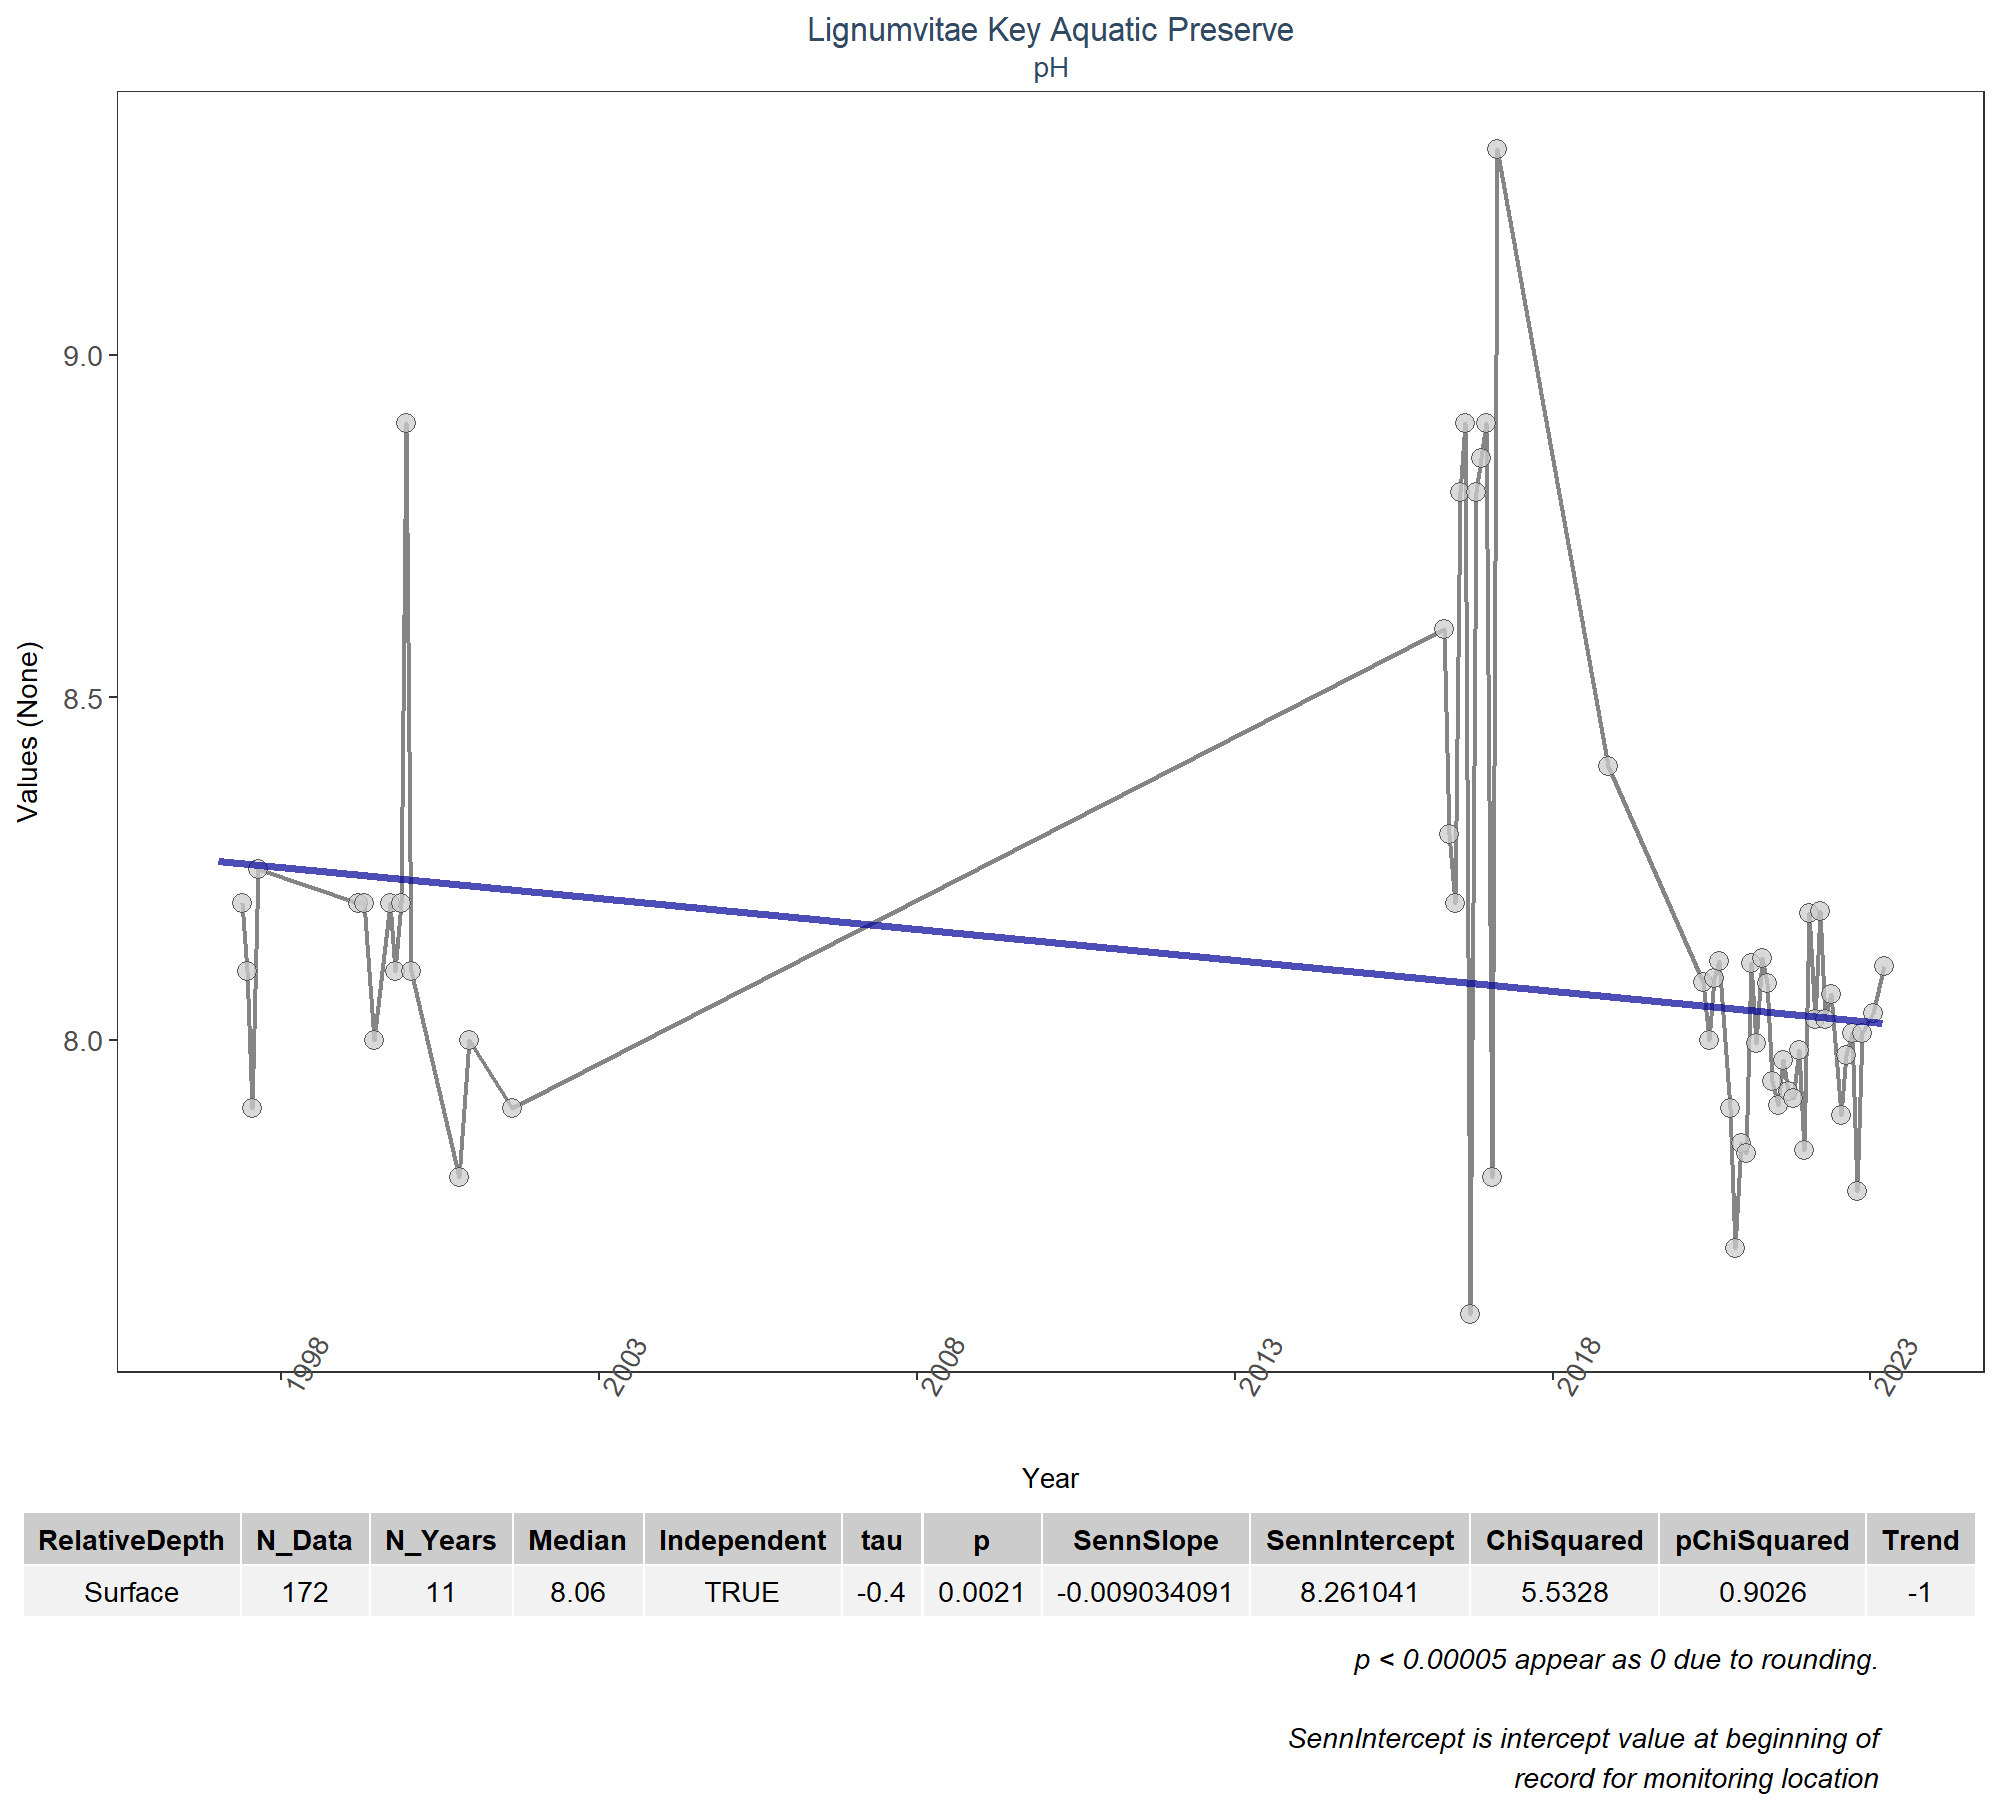 Lignumvitae Key Aquatic Preserve
pH
Values (None)
9.0
8.5
8.0
1998 2003 2008 2013 2018 2023
Year
RelativeDepth N_Data N_Years Median Independent tau p SennSlope SennIntercept ChiSquared pChiSquared Trend
Surface 172 11 8.06 TRUE -0.4 0.0021 -0.009034091 8.261041 5.5328 0.9026 -1
p < 0.00005 appear as 0 due to rounding.
SennIntercept is intercept value at beginning of
record for monitoring location